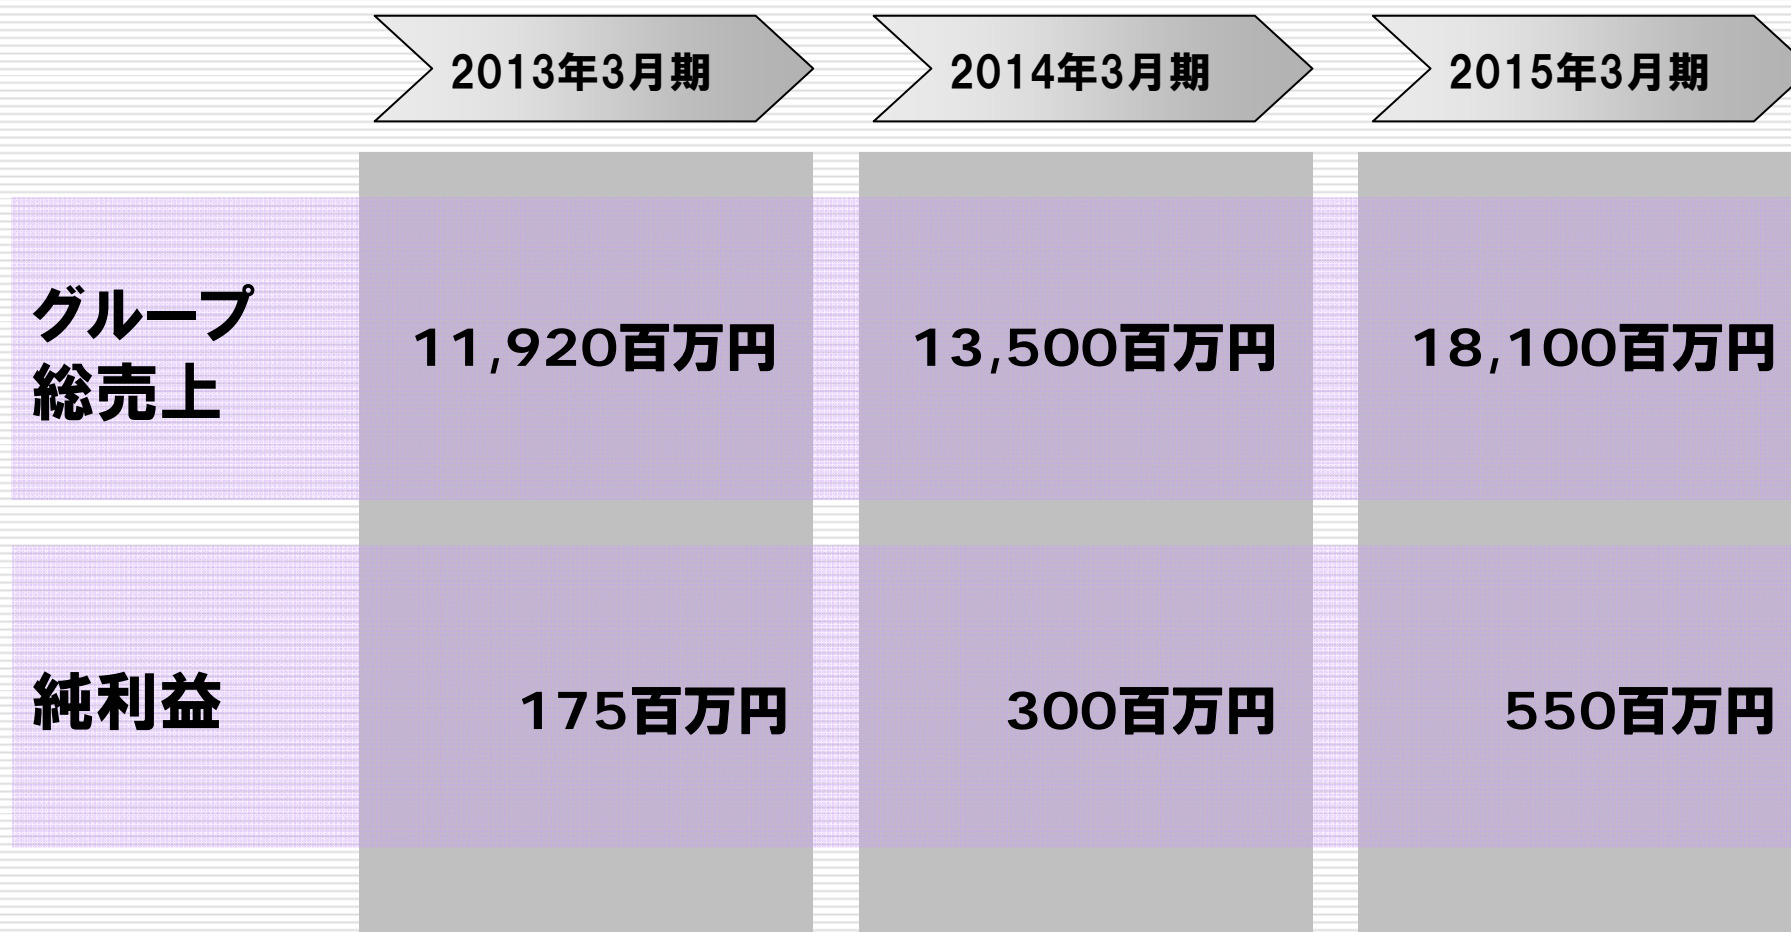 2013年3月期 2014年3月期 2015年3月期
グループ
総売上
11,920百万円 13,500百万円 18,100百万円
純利益
175百万円 300百万円 550百万円